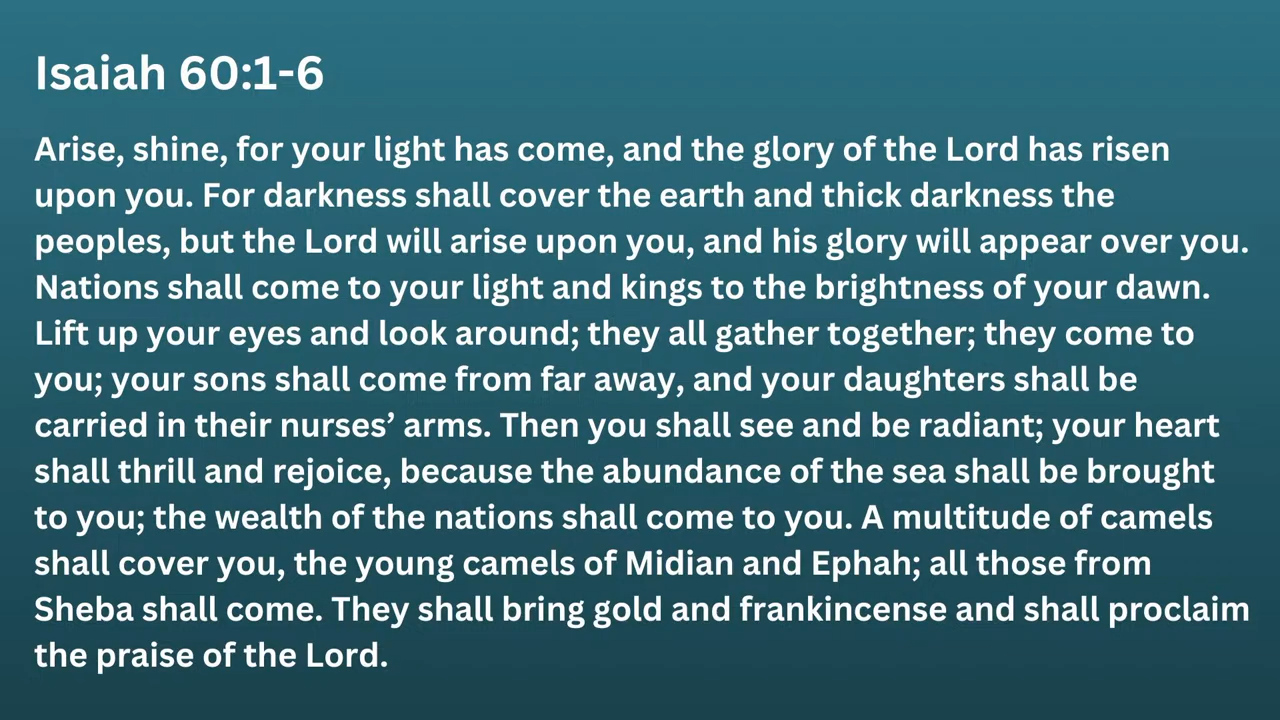 Isaiah 60:1-6
Arise, shine, for your light has come, and the glory of the Lord has risen
upon you. For darkness shall cover the earth and thick darkness the
peoples, but the Lord will arise upon you, and his glory will appear over you.
Nations shall come to your light and kings to the brightness of your dawn.
Lift up your eyes and look around; they all gather together; they come to
you; your sons shall come from far away, and your daughters shall be
carried in their nurses’ arms. Then you shall see and be radiant; your heart
shall thrill and rejoice, because the abundance of the sea shall be brought
to you; the wealth of the nations shall come to you. A multitude of camels
shall cover you, the young camels of Midian and Ephah; all those from
Sheba shall come. They shall bring gold and frankincense and shall proclaim
the praise of the Lord.